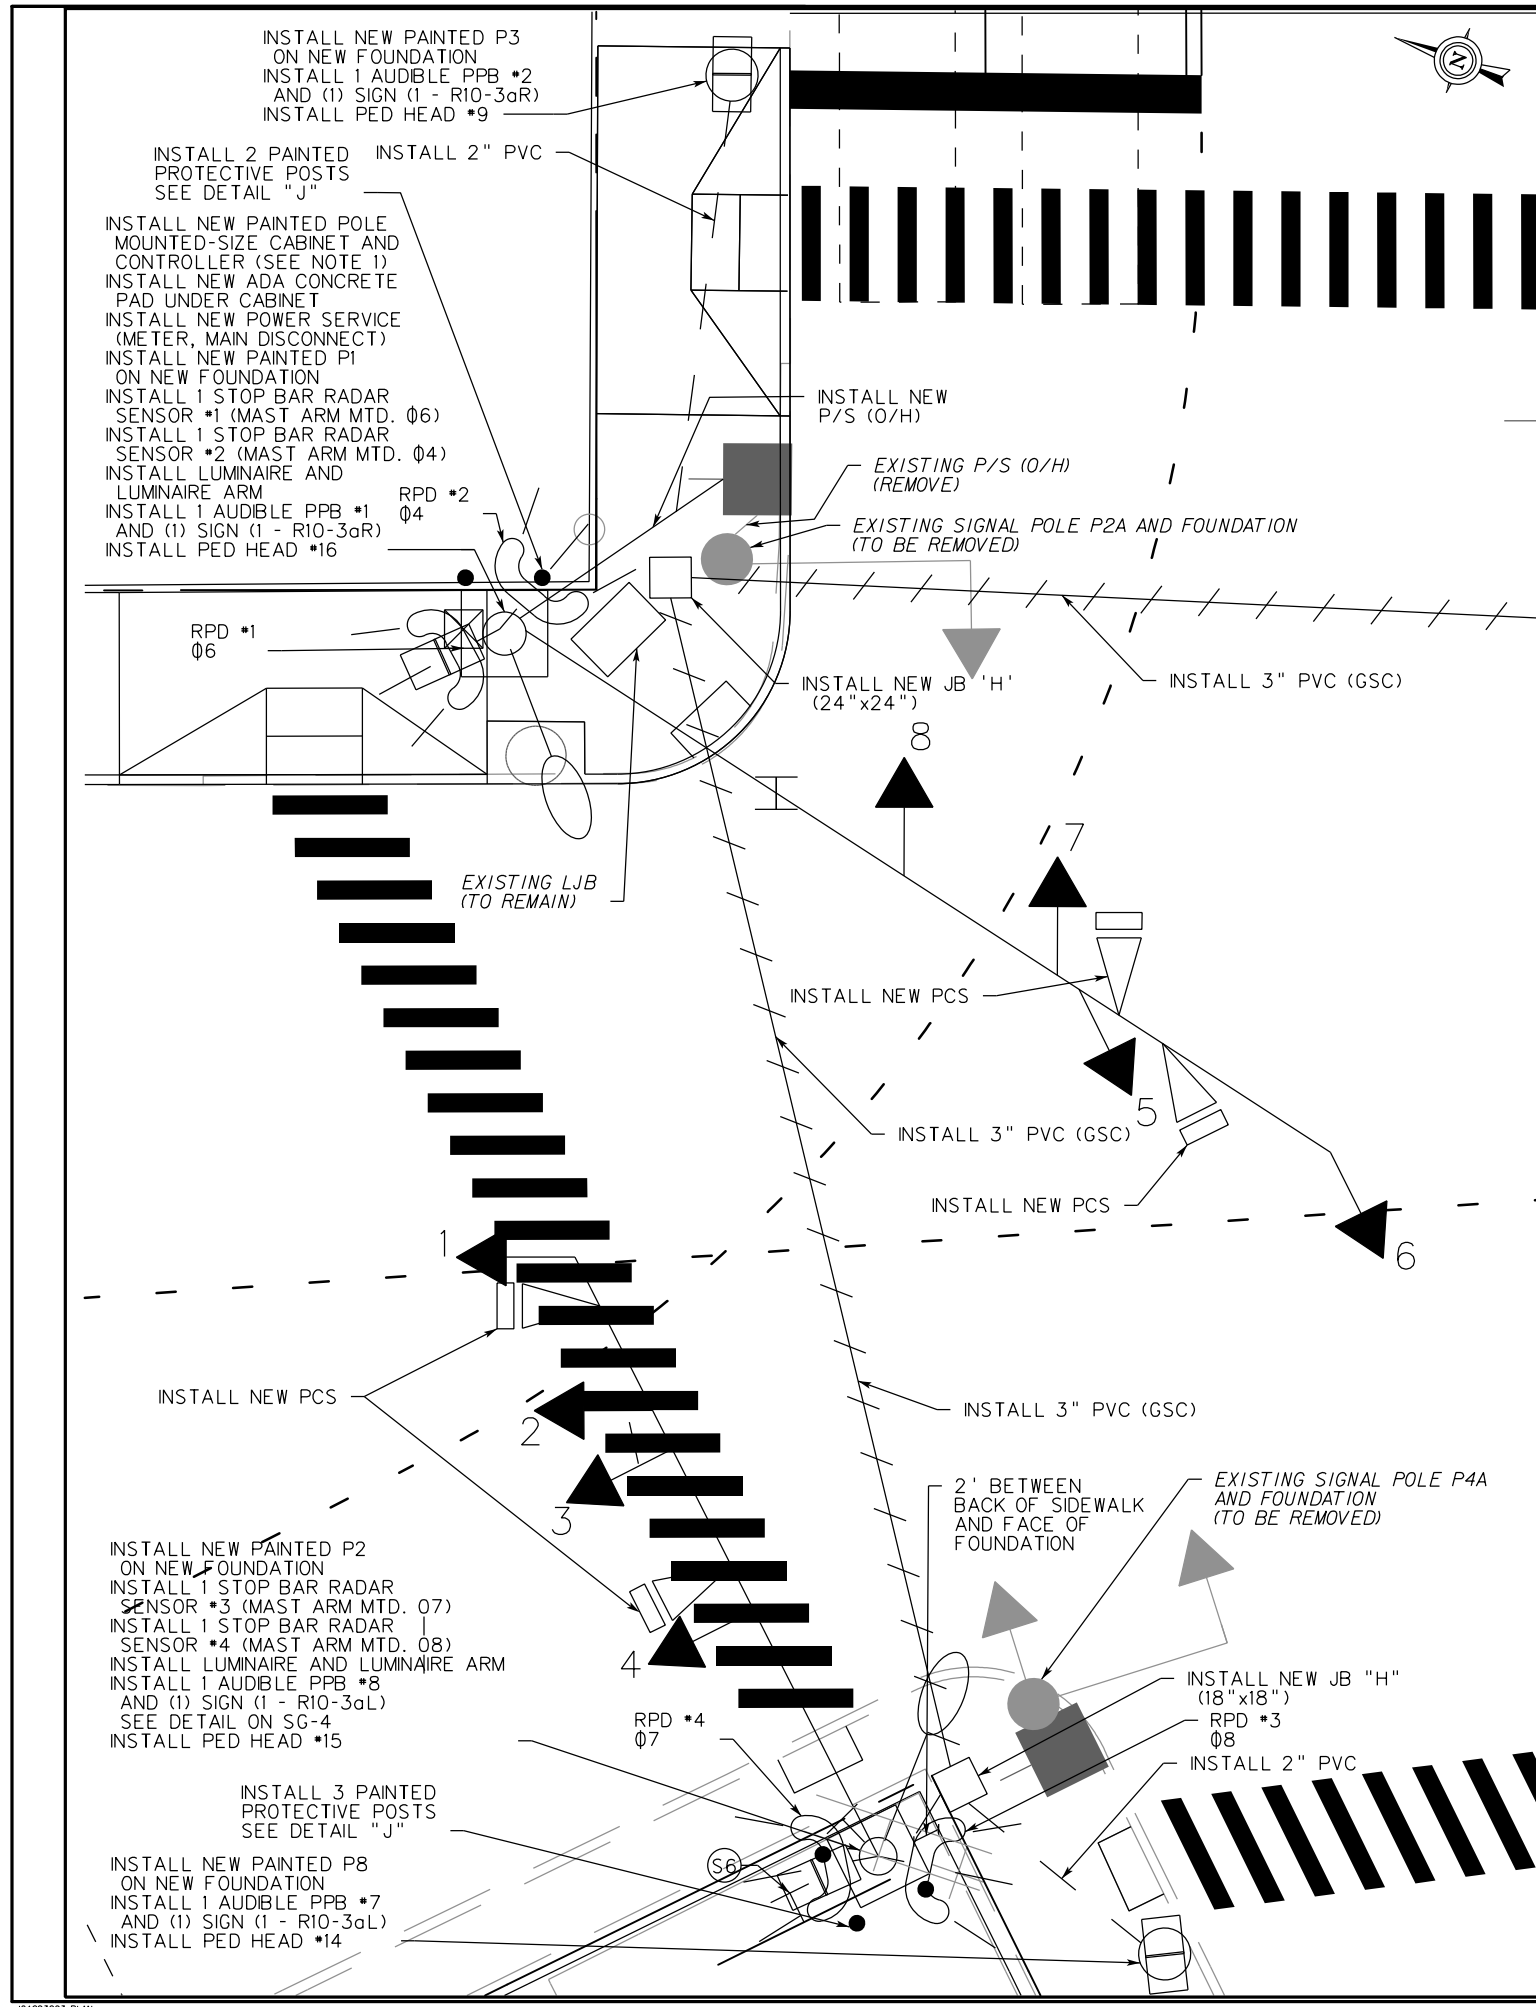 INSTALL NEW PAINTED P3
ON NEW FOUNDATION
INSTALL 1 AUDIBLE PPB #2
AND (1) SIGN (1 - R10-3aR)
INSTALL PED HEAD #9
N
INSTALL 2 PAINTED
PROTECTIVE POSTS
SEE DETAIL "J"
INSTALL 2" PVC
INSTALL NEW PAINTED POLE
MOUNTED-SIZE CABINET AND
CONTROLLER (SEE NOTE 1)
INSTALL NEW ADA CONCRETE
PAD UNDER CABINET
INSTALL NEW POWER SERVICE
(METER, MAIN DISCONNECT)
INSTALL NEW PAINTED P1
ON NEW FOUNDATION
INSTALL 1 STOP BAR RADAR
SENSOR #1 (MAST ARM MTD. Φ6)
INSTALL 1 STOP BAR RADAR
SENSOR #2 (MAST ARM MTD. Φ4)
INSTALL LUMINAIRE AND
LUMINAIRE ARM
INSTALL 1 AUDIBLE PPB #1
AND (1) SIGN (1 - R10-3aR)
INSTALL PED HEAD #16
RPD #2
Φ4
INSTALL NEW
P/S (O/H)
EXISTING P/S (O/H)
(REMOVE)
EXISTING SIGNAL POLE P2A AND FOUNDATION
(TO BE REMOVED)
RPD #1
Φ6
INSTALL NEW JB 'H'
(24"x24")
INSTALL 3" PVC (GSC)
8
7
EXISTING LJB
(TO REMAIN)
INSTALL NEW PCS
5
INSTALL 3" PVC (GSC)
INSTALL NEW PCS
6
1
INSTALL NEW PCS
2
INSTALL 3" PVC (GSC)
3
2' BETWEEN
BACK OF SIDEWALK
AND FACE OF
FOUNDATION
EXISTING SIGNAL POLE P4A
AND FOUNDATION
(TO BE REMOVED)
INSTALL NEW PAINTED P2
ON NEW FOUNDATION
INSTALL 1 STOP BAR RADAR
SENSOR #3 (MAST ARM MTD. 07)
INSTALL 1 STOP BAR RADAR
SENSOR #4 (MAST ARM MTD. 08)
INSTALL LUMINAIRE AND LUMINAIRE ARM
INSTALL 1 AUDIBLE PPB #8
AND (1) SIGN (1 - R10-3aL)
SEE DETAIL ON SG-4
INSTALL PED HEAD #15
4
RPD #4
Φ7
INSTALL NEW JB "H"
(18"x18")
RPD #3
Φ8
INSTALL 2" PVC
INSTALL 3 PAINTED
PROTECTIVE POSTS
SEE DETAIL "J"
S6
INSTALL NEW PAINTED P8
ON NEW FOUNDATION
INSTALL 1 AUDIBLE PPB #7
AND (1) SIGN (1 - R10-3aL)
INSTALL PED HEAD #14